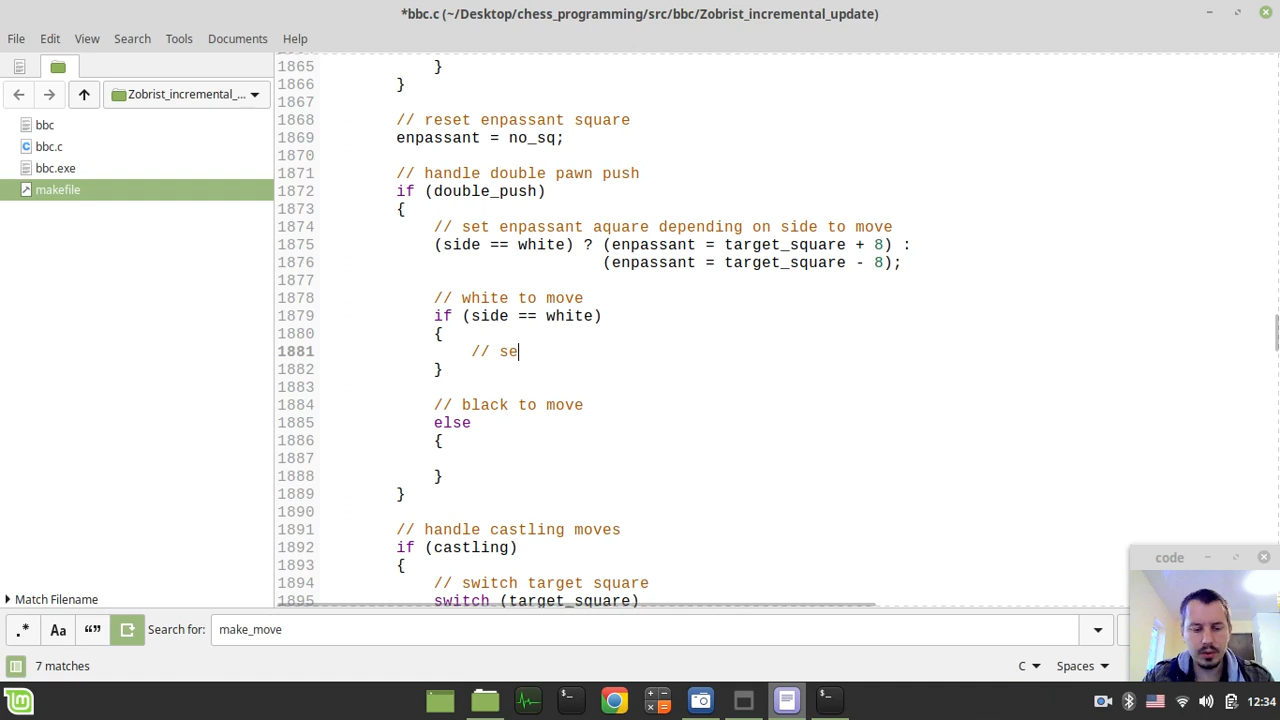 *bbc.c (~/Desktop/chess_programming/src/bbc/Zobrist_incremental_update)
File Edit View Search Tools Documents Help
Zobrist_incremental_...
bbc
bbc.c
bbc.exe
makefile
Match Filename
1865 }
1866 }
1867
1868 // reset enpassant square
1869 enpassant = no_sq;
1870
1871 // handle double pawn push
1872 if (double_push)
1873 {
1874 // set enpassant aquare depending on side to move
1875 (side == white) ? (enpassant = target_square + 8) :
1876 (enpassant = target_square - 8);
1877
1878 // white to move
1879 if (side == white)
1880 {
1881 // se
1882 }
1883
1884 // black to move
1885 else
1886 {
1887
1888 }
1889 }
1890
1891 // handle castling moves
1892 if (castling)
1893 {
1894 // switch target square
1895 switch (target_square)
code
.* Aa “” Search for: make_move
7 matches C Spaces
12:34